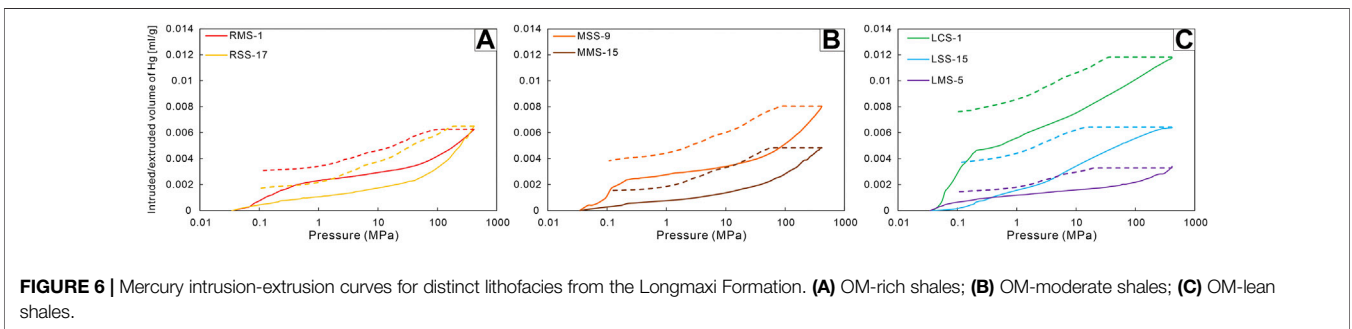 Intruded/extruded volume of Hg [ml/g]
0.014
0.012
0.01
0.008
0.006
0.004
0.002
0
0.01
0.1
1
10
100
1000
Pressure (MPa)
RMS-1
RSS-17
A
0.014
0.012
0.01
0.008
0.006
0.004
0.002
0
0.01
0.1
1
10
100
1000
Pressure (MPa)
MSS-9
MMS-15
B
0.014
0.012
0.01
0.008
0.006
0.004
0.002
0
0.01
0.1
1
10
100
1000
Pressure (MPa)
LCS-1
LSS-15
LMS-5
C
FIGURE 6 | Mercury intrusion-extrusion curves for distinct lithofacies from the Longmaxi Formation. (A) OM-rich shales; (B) OM-moderate shales; (C) OM-lean
shales.